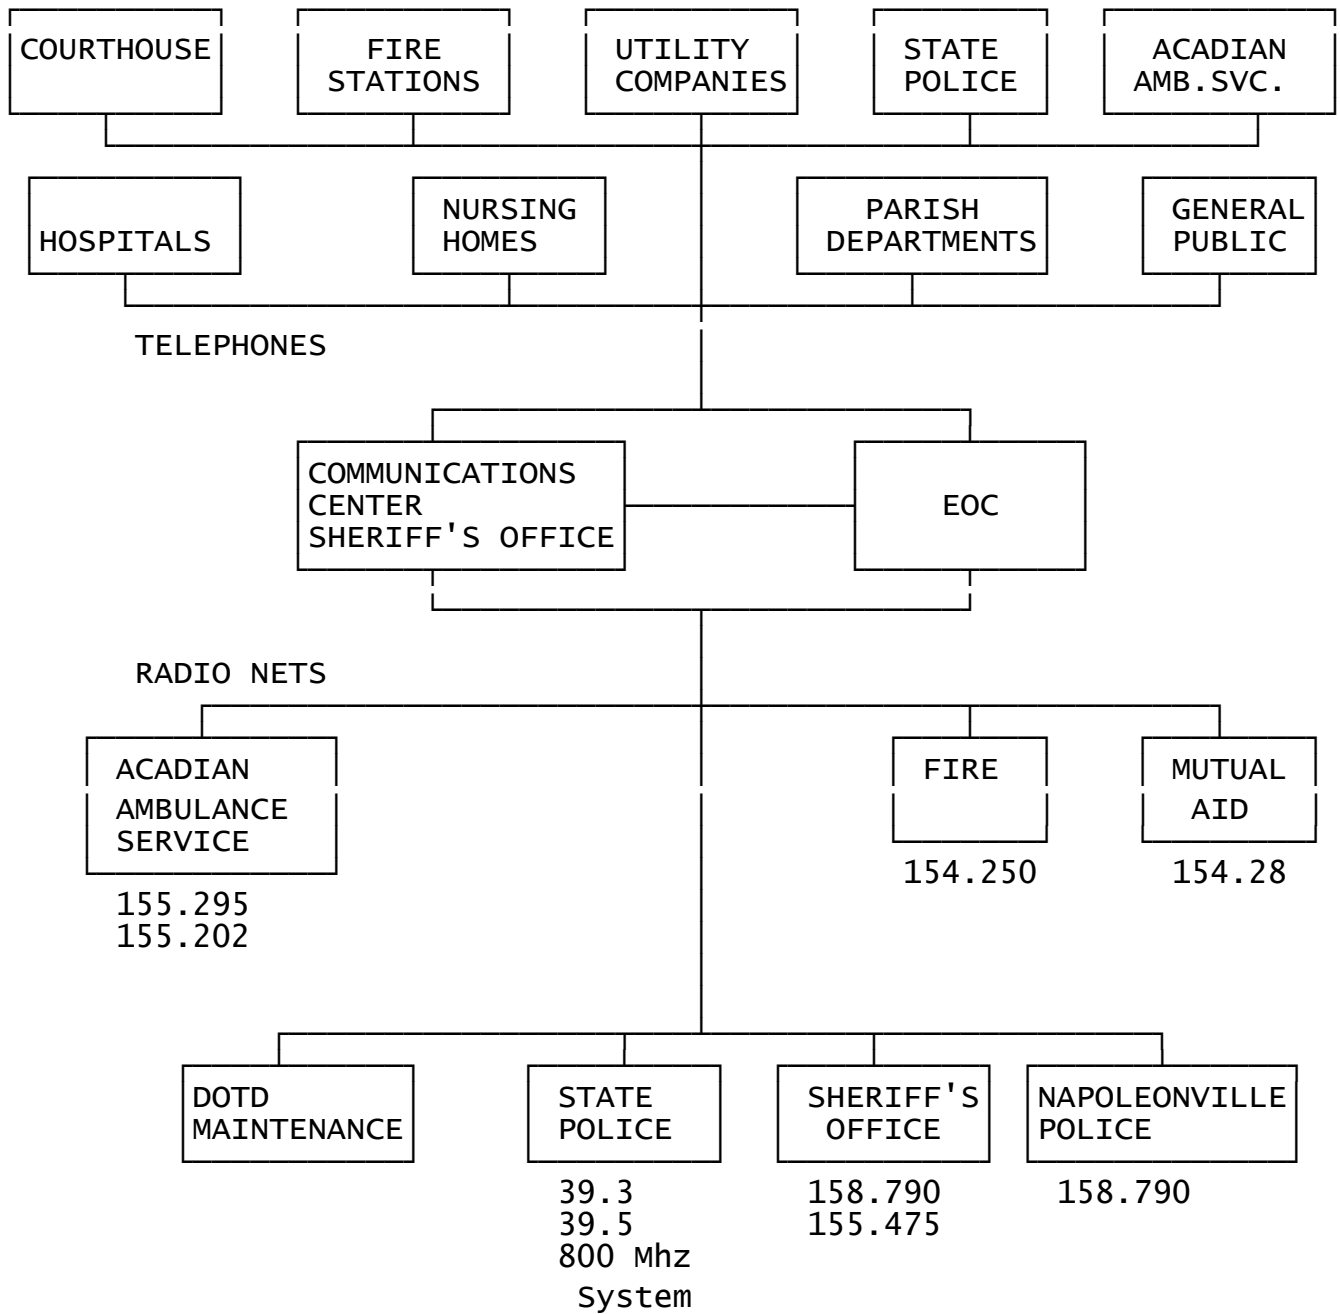 COURTHOUSE
FIRE
STATIONS
UTILITY
COMPANIES
STATE
POLICE
ACADIAN
AMB.SVC.
HOSPITALS
NURSING
HOMES
PARISH
DEPARTMENTS
GENERAL
PUBLIC
TELEPHONES
COMMUNICATIONS
CENTER
SHERIFF'S OFFICE
EOC
RADIO NETS
ACADIAN
AMBULANCE
SERVICE
155.295
155.202
FIRE
154.250
MUTUAL
AID
154.28
DOTD
MAINTENANCE
STATE
POLICE
39.3
39.5
800 Mhz
System
SHERIFF'S
OFFICE
158.790
155.475
NAPOLEONVILLE
POLICE
158.790